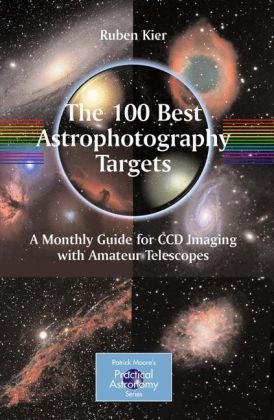 Ruben Kier
The 100 Best
Astrophotography
Targets
A Monthly Guide for CCD Imaging
with Amateur Telescopes
Patrick Moore's
Practical
Astronomy
Series